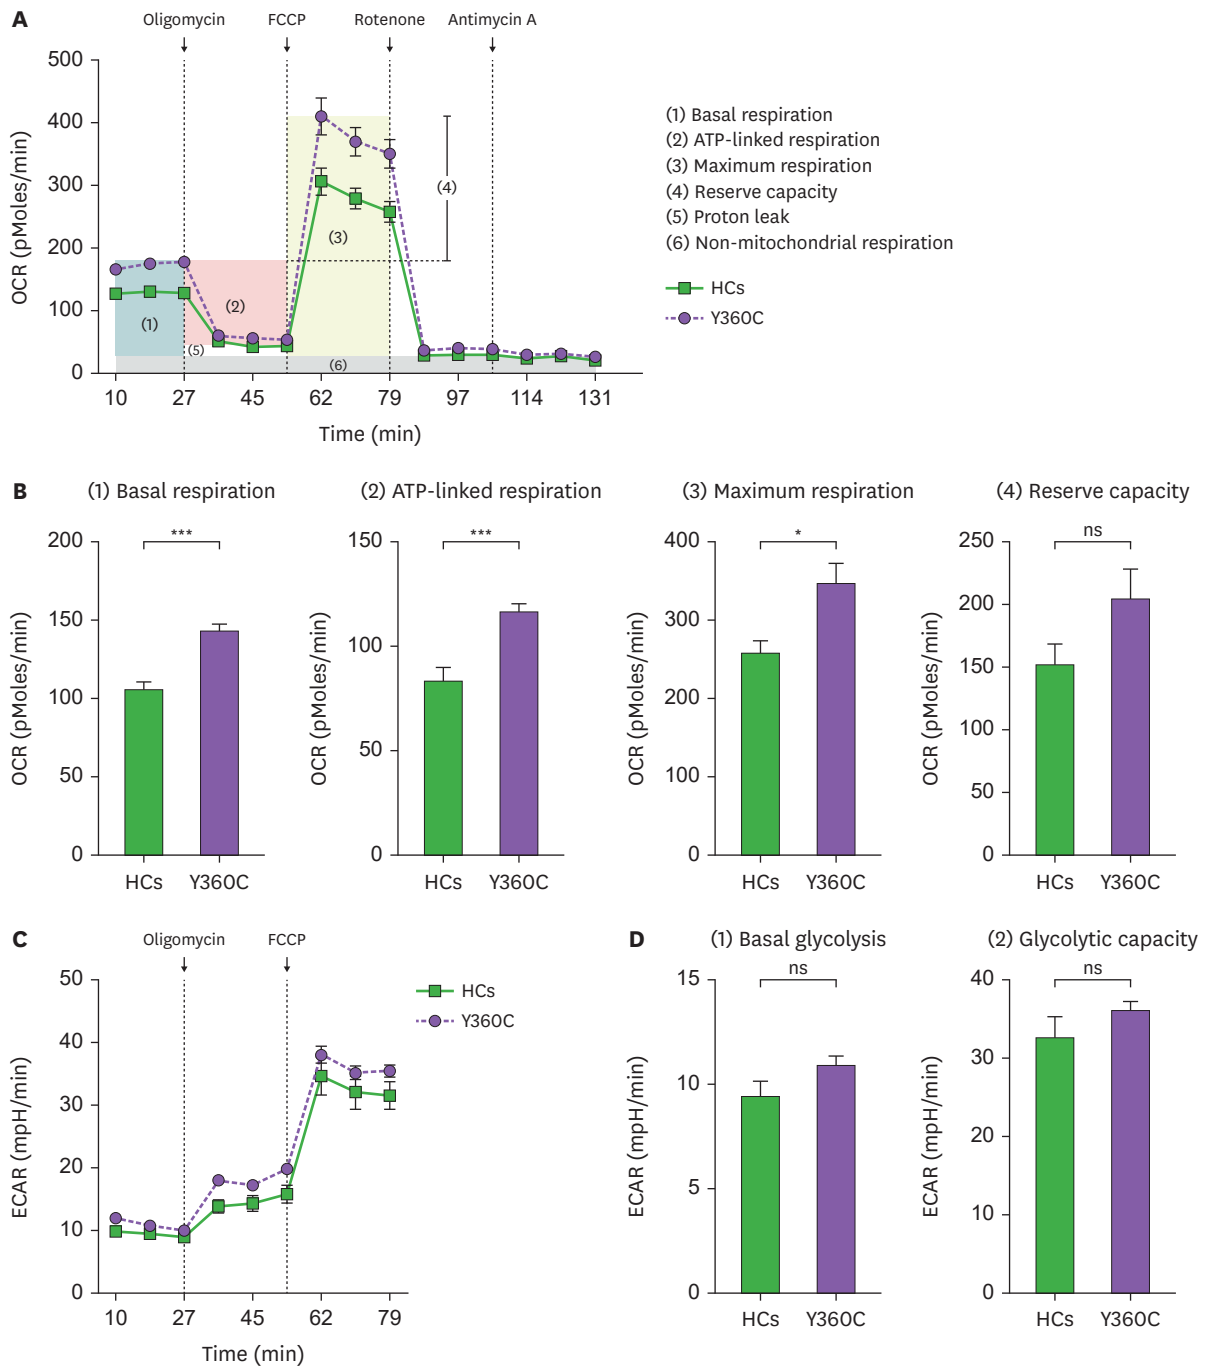 A
Oligomycin
FCCP
Rotenone
Antimycin A
500
400
300
200
100
0
OCR (pMoles/min)
(1)
(2)
(3)
(4)
(5)
(6)
10
27
45
62
79
97
114
131
Time (min)
(1) Basal respiration
(2) ATP-linked respiration
(3) Maximum respiration
(4) Reserve capacity
(5) Proton leak
(6) Non-mitochondrial respiration
HCs
Y360C
B
(1) Basal respiration
***
200
150
100
50
0
OCR (pMoles/min)
HCs
Y360C
(2) ATP-linked respiration
***
150
100
50
0
OCR (pMoles/min)
HCs
Y360C
(3) Maximum respiration
*
400
300
200
100
0
OCR (pMoles/min)
HCs
Y360C
(4) Reserve capacity
ns
250
200
150
100
50
0
OCR (pMoles/min)
HCs
Y360C
C
Oligomycin
FCCP
50
40
30
20
10
0
ECAR (mpH/min)
10
27
45
62
79
Time (min)
HCs
Y360C
D
(1) Basal glycolysis
ns
15
10
5
0
ECAR (mpH/min)
HCs
Y360C
(2) Glycolytic capacity
ns
40
30
20
10
0
ECAR (mpH/min)
HCs
Y360C